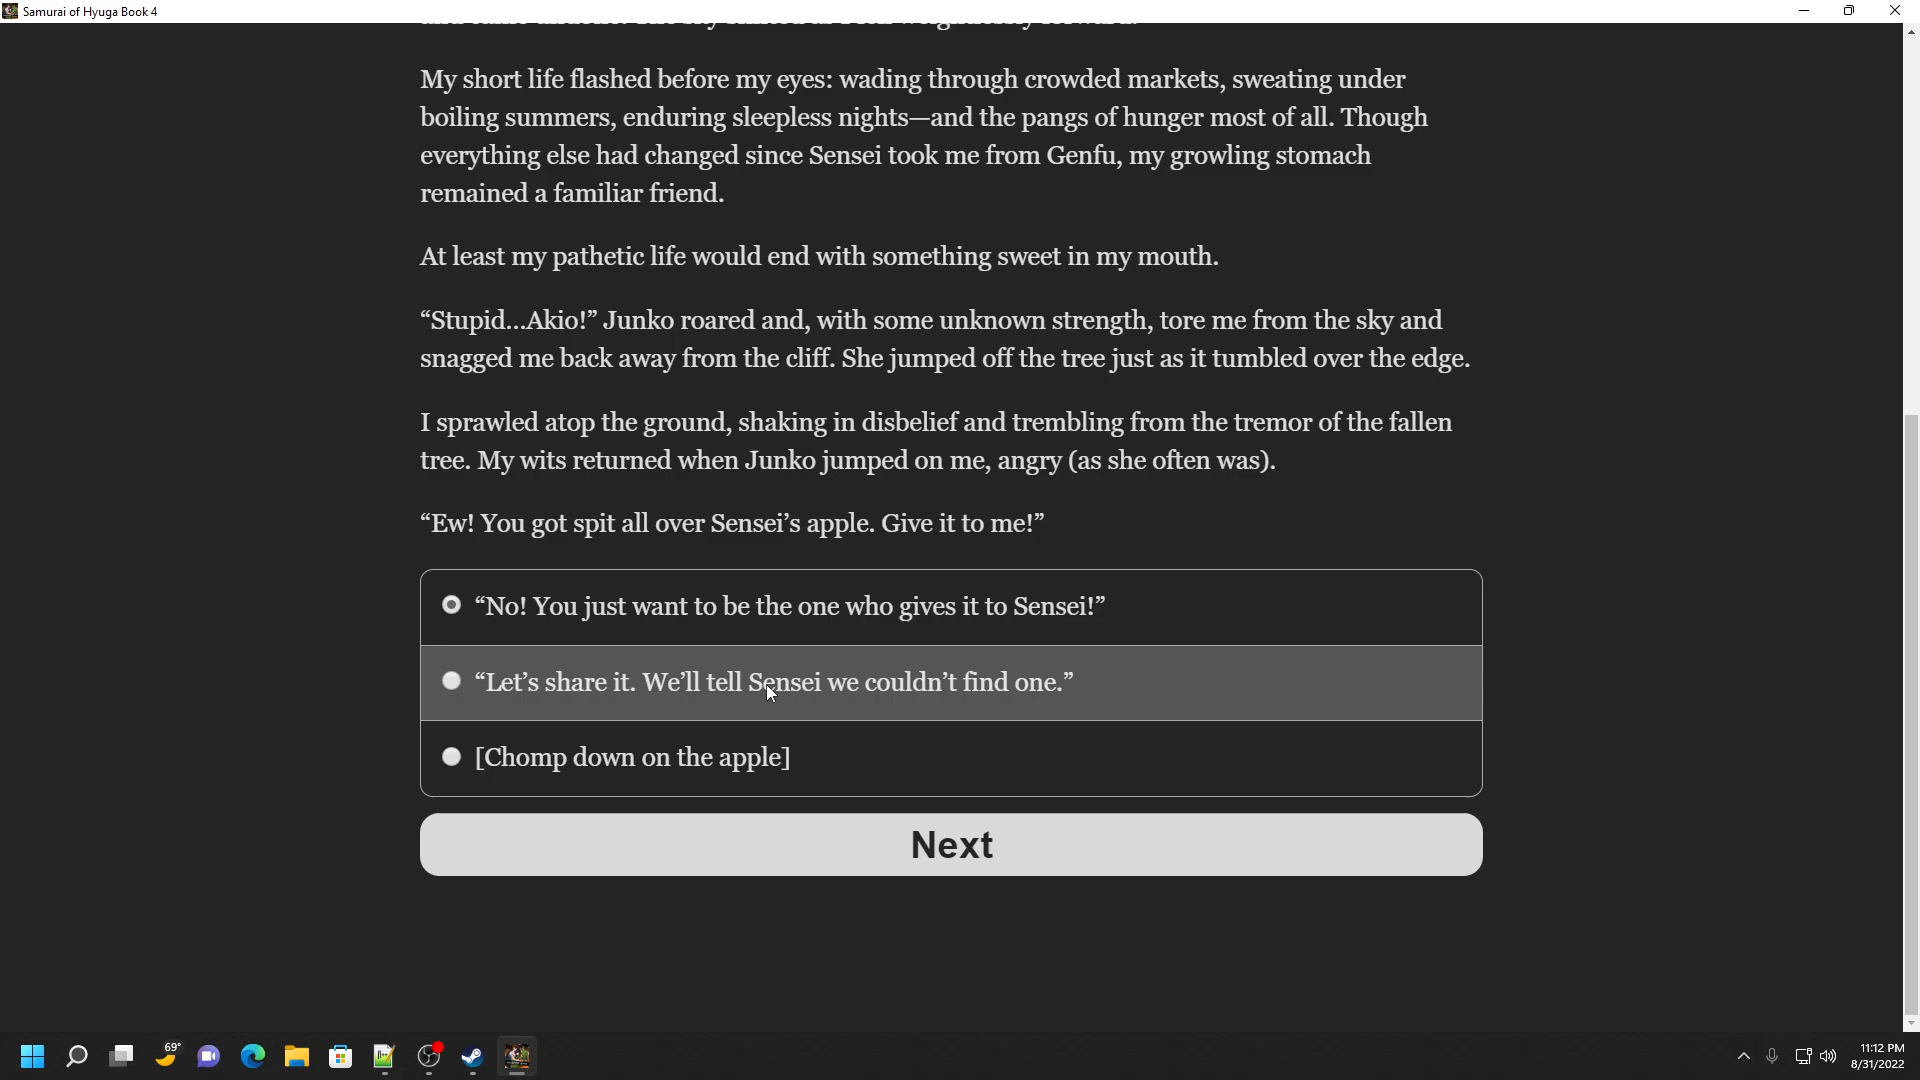 Samurai of Hyuga Book 4
My short life flashed before my eyes: wading through crowded markets, sweating under
boiling summers, enduring sleepless nights—and the pangs of hunger most of all. Though
everything else had changed since Sensei took me from Genfu, my growling stomach
remained a familiar friend.
At least my pathetic life would end with something sweet in my mouth.
“Stupid...Akio!” Junko roared and, with some unknown strength, tore me from the sky and
snagged me back away from the cliff. She jumped off the tree just as it tumbled over the edge.
I sprawled atop the ground, shaking in disbelief and trembling from the tremor of the fallen
tree. My wits returned when Junko jumped on me, angry (as she often was).
“Ew! You got spit all over Sensei’s apple. Give it to me!”
“No! You just want to be the one who gives it to Sensei!”
“Let’s share it. We’ll tell Sensei we couldn’t find one.”
[Chomp down on the apple]
Next
69°
11:12 PM
8/31/2022